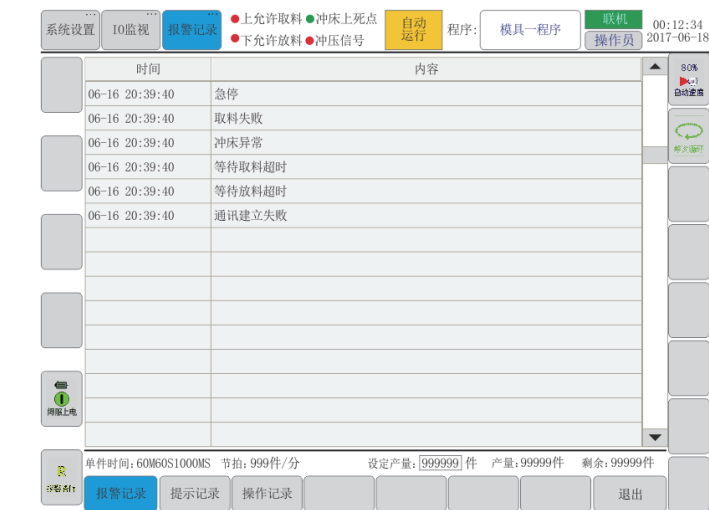 系统设置 IO监视 报警记录 上允许取料 冲床上死点 自动运行 程序: 模具一程序 联机 00:12:34
下允许放料 冲压信号 操作员 2017-06-18
时间 内容
80%
自动速度
06-16 20:39:40 急停
06-16 20:39:40 取料失败
06-16 20:39:40 冲床异常
06-16 20:39:40 等待取料超时
06-16 20:39:40 等待放料超时
06-16 20:39:40 通讯建立失败
伺服上电
单件时间:60M60S1000MS 节拍:999件/分 设定产量:999999件 产量:99999件 剩余:99999件
报警记录 提示记录 操作记录 退出